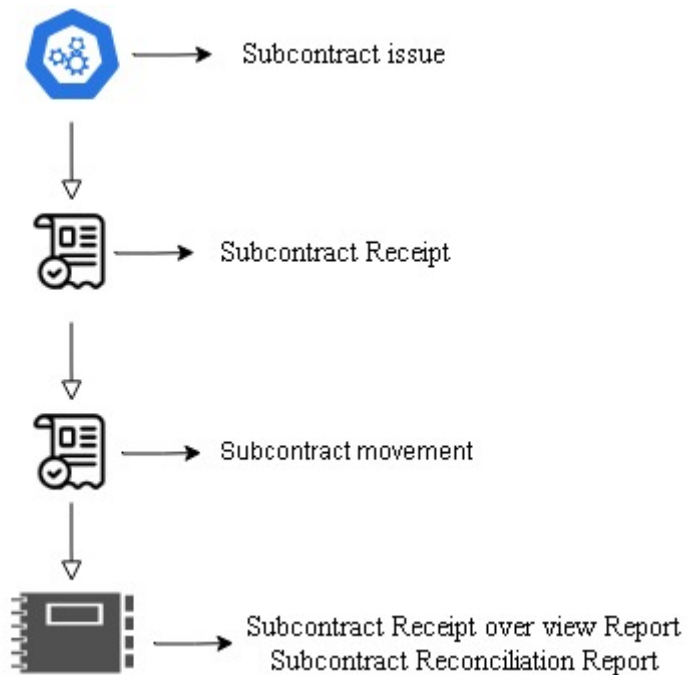 Subcontract issue
Subcontract Receipt
Subcontract movement
Subcontract Receipt over view Report
Subcontract Reconciliation Report